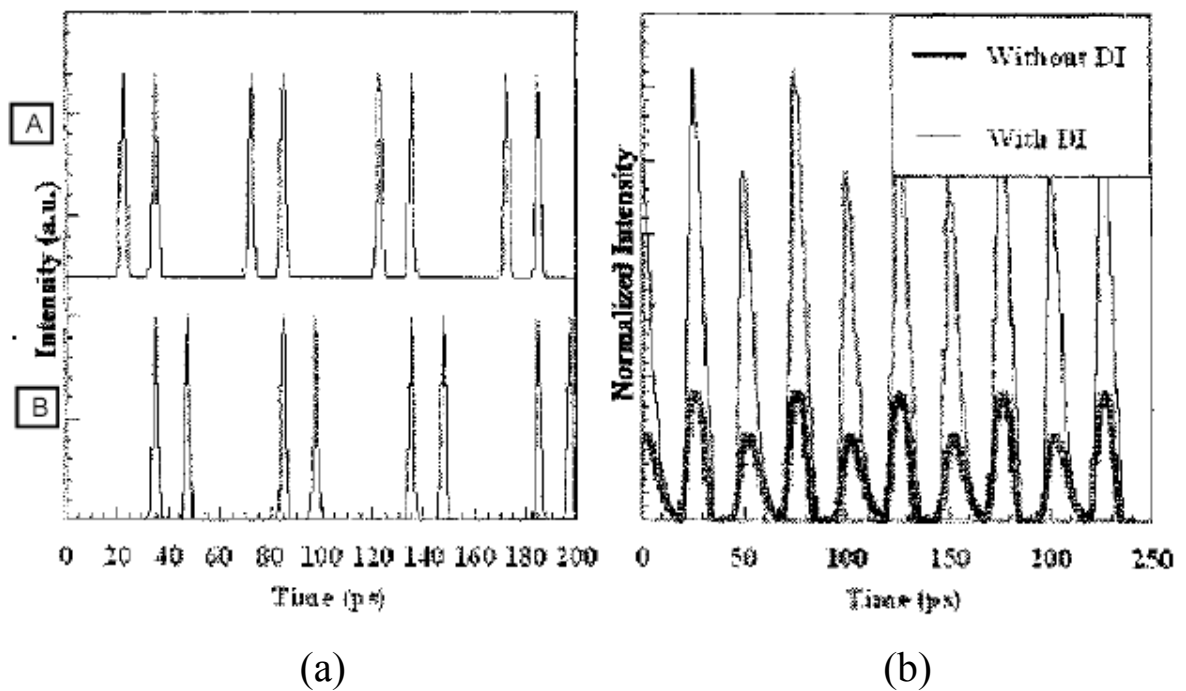 A
B
Intensity (a.u.)
0 20 40 60 80 100 120 140 160 180 200
Time (ps)
(a)
Without DI
With DI
Normalized Intensity
0 50 100 150 200 250
Time (ps)
(b)